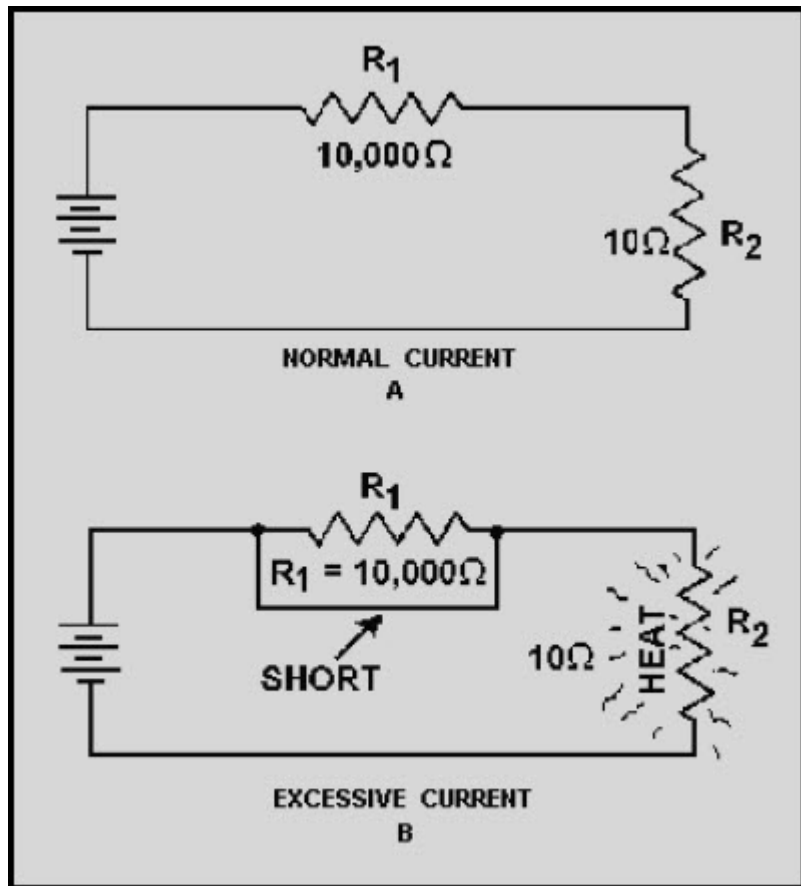 R1
10,000Ω
10Ω R2
NORMAL CURRENT
A
R1
R1 = 10,000Ω
SHORT
10Ω HEAT R2
EXCESSIVE CURRENT
B